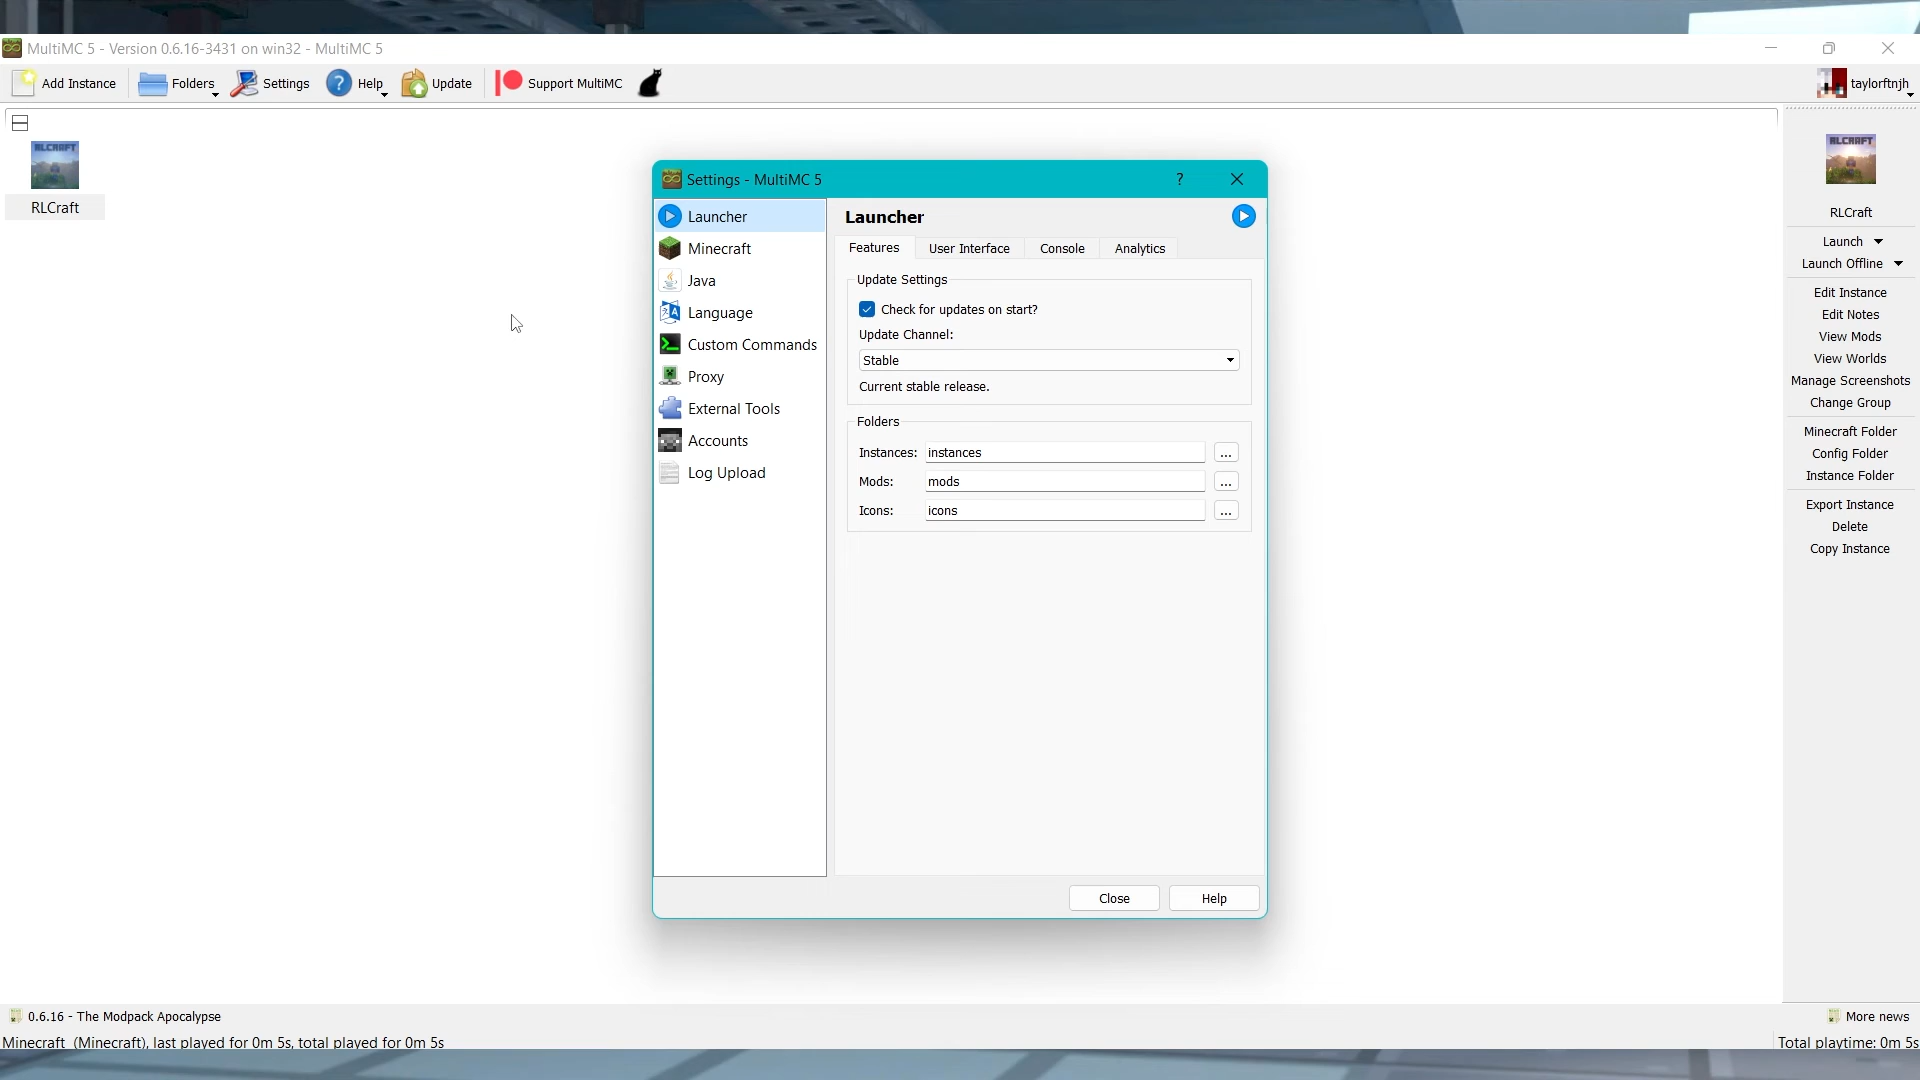 MultiMC 5 - Version 0.6.16-3431 on win32 - MultiMC 5
Add Instance
Folders
Settings
Help
Update
Support MultiMC
taylorftnjh
RLCRAFT
RLCraft
Settings - MultiMC 5
?
Launcher
Minecraft
Java
Language
Custom Commands
Proxy
External Tools
Accounts
Log Upload
Launcher
Features
User Interface
Console
Analytics
Update Settings
Check for updates on start?
Update Channel:
Stable
Current stable release.
Folders
Instances: instances ...
Mods: mods ...
Icons: icons ...
Close
Help
RLCRAFT
RLCraft
Launch
Launch Offline
Edit Instance
Edit Notes
View Mods
View Worlds
Manage Screenshots
Change Group
Minecraft Folder
Config Folder
Instance Folder
Export Instance
Delete
Copy Instance
0.6.16 - The Modpack Apocalypse
More news
Minecraft (Minecraft), last played for 0m 5s, total played for 0m 5s
Total playtime: 0m 5s